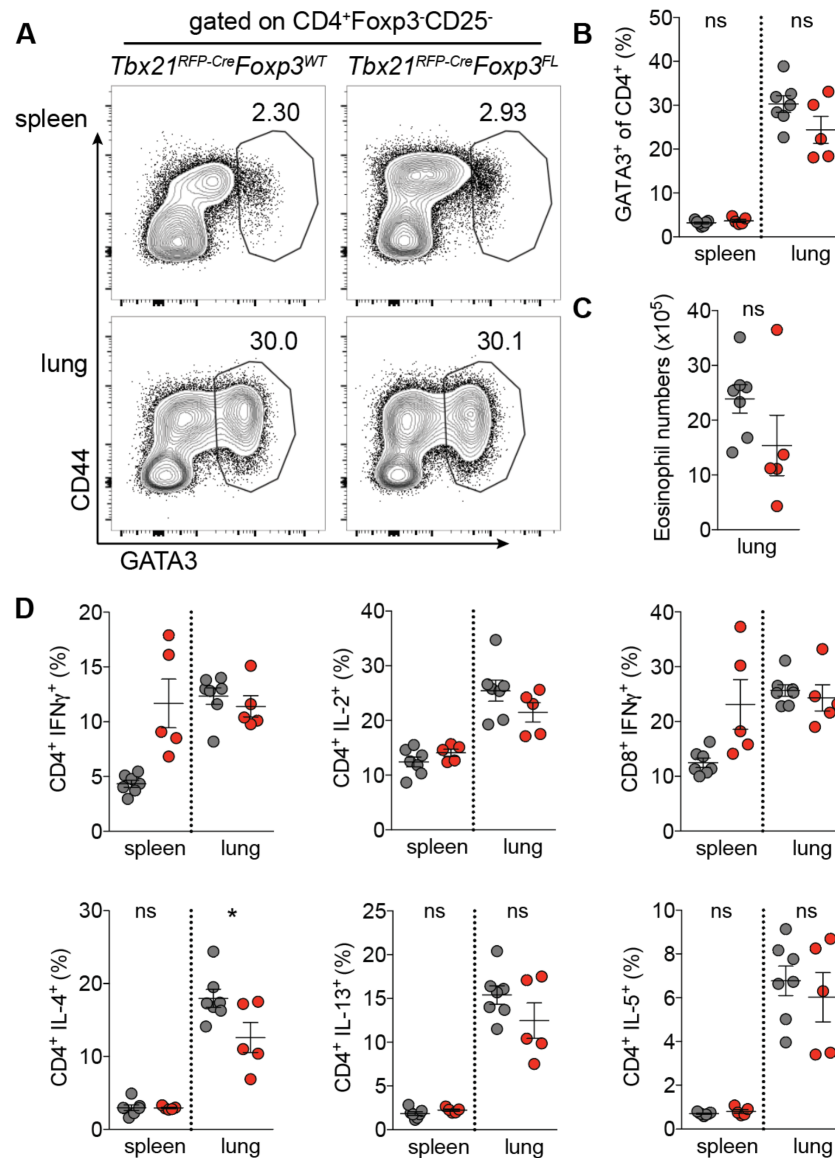 A
gated on CD4⁺Foxp3⁻CD25⁻
Tbx21ᴿᶠᴾ⁻ᶜʳᵉFoxp3ᵂᵀ Tbx21ᴿᶠᴾ⁻ᶜʳᵉFoxp3ᶠᴸ
spleen
2.30 2.93
lung
30.0 30.1
CD44
GATA3
B
GATA3⁺ of CD4⁺ (%)
50
40
30
20
10
0
ns ns
spleen lung
C
Eosinophil numbers (x10⁵)
40
30
20
10
0
ns
lung
D
CD4⁺ IFNγ⁺ (%)
20
15
10
5
0
spleen lung
CD4⁺ IL-2⁺ (%)
40
30
20
10
0
spleen lung
CD8⁺ IFNγ⁺ (%)
40
30
20
10
0
spleen lung
CD4⁺ IL-4⁺ (%)
30
20
10
0
ns *
spleen lung
CD4⁺ IL-13⁺ (%)
25
20
15
10
5
0
ns ns
spleen lung
CD4⁺ IL-5⁺ (%)
10
8
6
4
2
0
ns ns
spleen lung